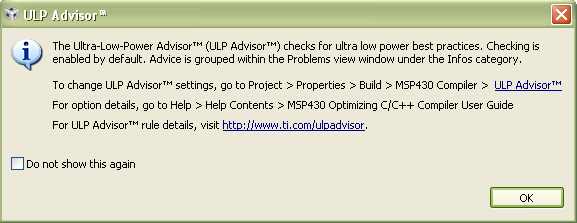 ULP Advisor™
The Ultra-Low-Power Advisor™ (ULP Advisor™) checks for ultra low power best practices. Checking is
enabled by default. Advice is grouped within the Problems view window under the Infos category.
To change ULP Advisor™ settings, go to Project > Properties > Build > MSP430 Compiler > ULP Advisor™
For option details, go to Help > Help Contents > MSP430 Optimizing C/C++ Compiler User Guide
For ULP Advisor™ rule details, visit http://www.ti.com/ulpadvisor.
Do not show this again
OK